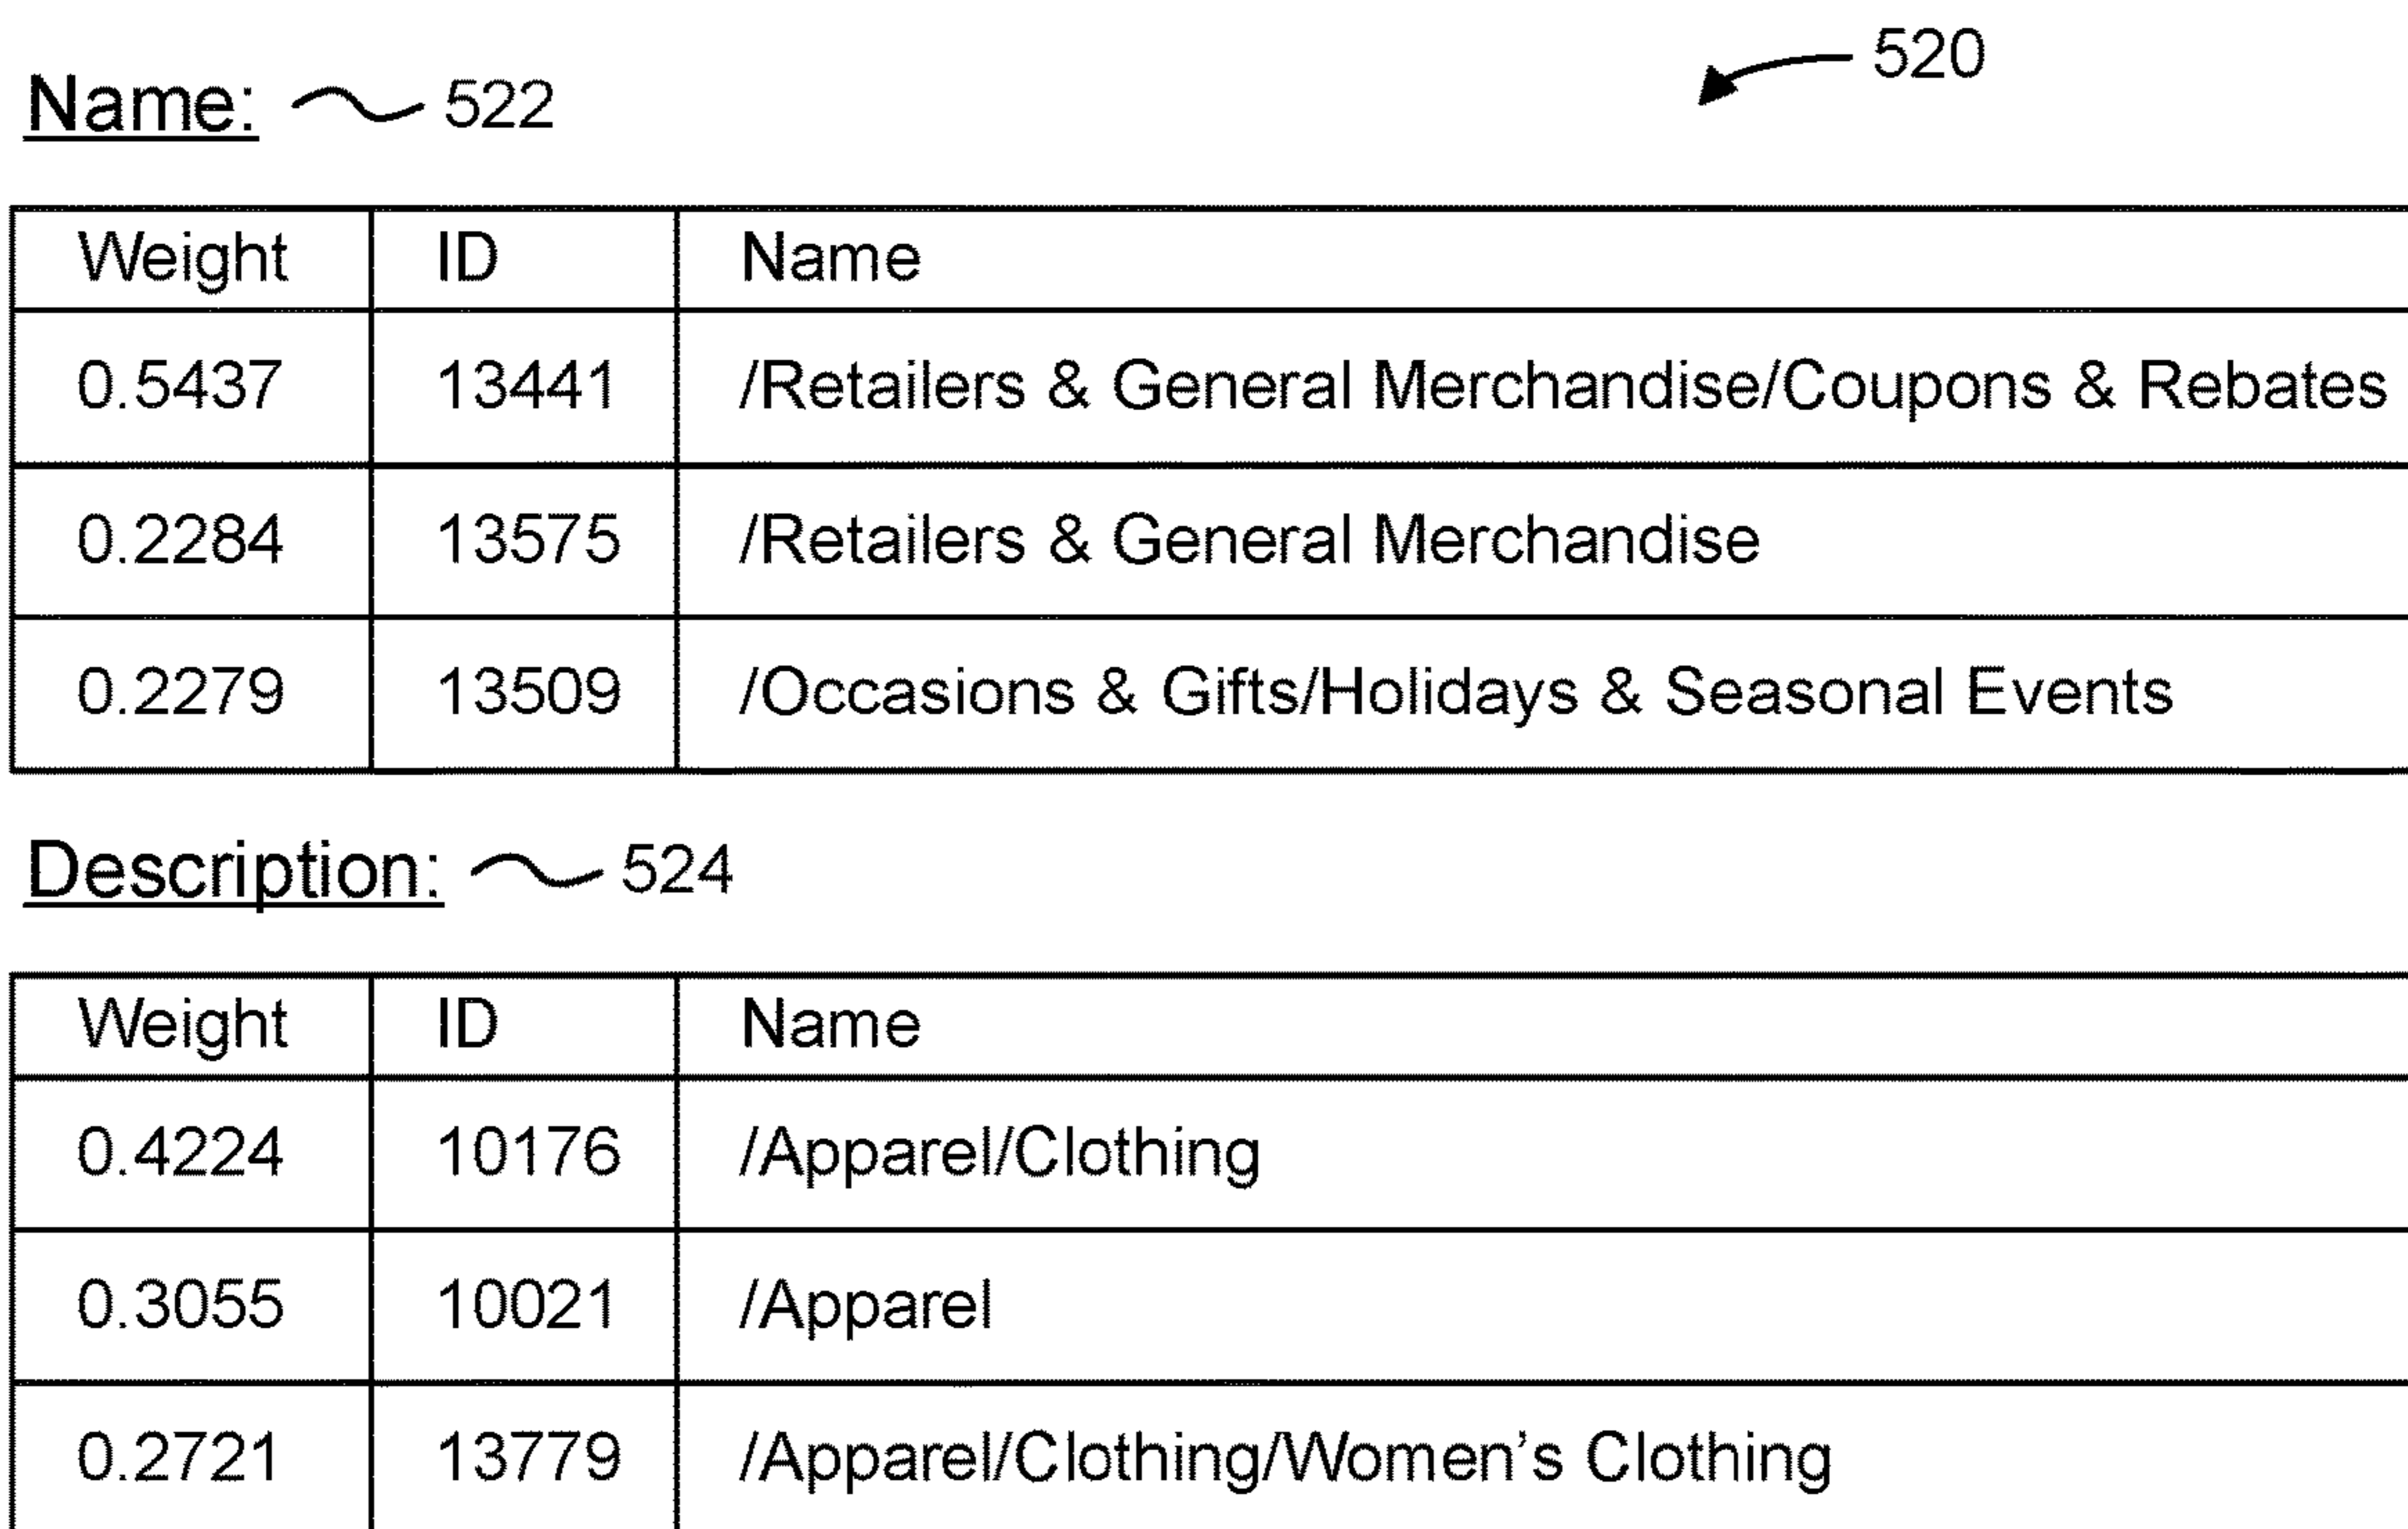 520
Name: 522
Weight ID Name
0.5437 13441 /Retailers & General Merchandise/Coupons & Rebates
0.2284 13575 /Retailers & General Merchandise
0.2279 13509 /Occasions & Gifts/Holidays & Seasonal Events
Description: 524
Weight ID Name
0.4224 10176 /Apparel/Clothing
0.3055 10021 /Apparel
0.2721 13779 /Apparel/Clothing/Women’s Clothing